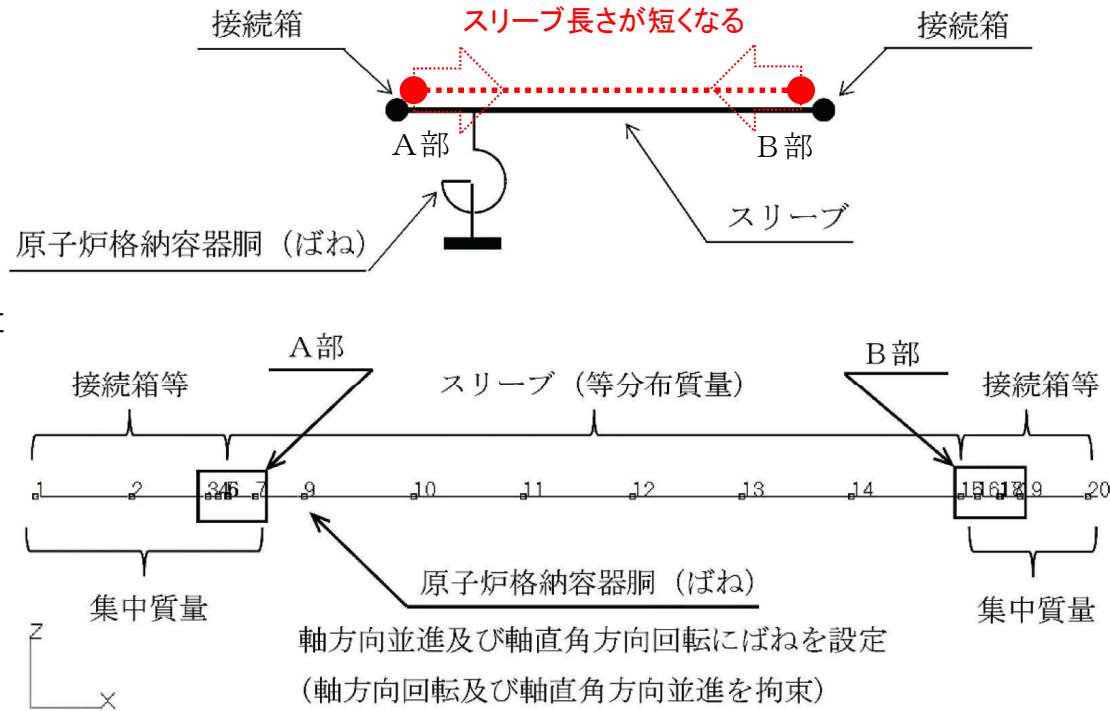 スリーブ長さが短くなる
接続箱
接続箱
A部
B部
スリーブ
原子炉格納容器胴（ばね）
A部
B部
接続箱等
スリーブ（等分布質量）
接続箱等
1 2 3 7 9 10 11 12 13 14 15 16 19 20
原子炉格納容器胴（ばね）
集中質量
集中質量
軸方向並進及び軸直角方向回転にばねを設定
（軸方向回転及び軸直角方向並進を拘束）
Z
X